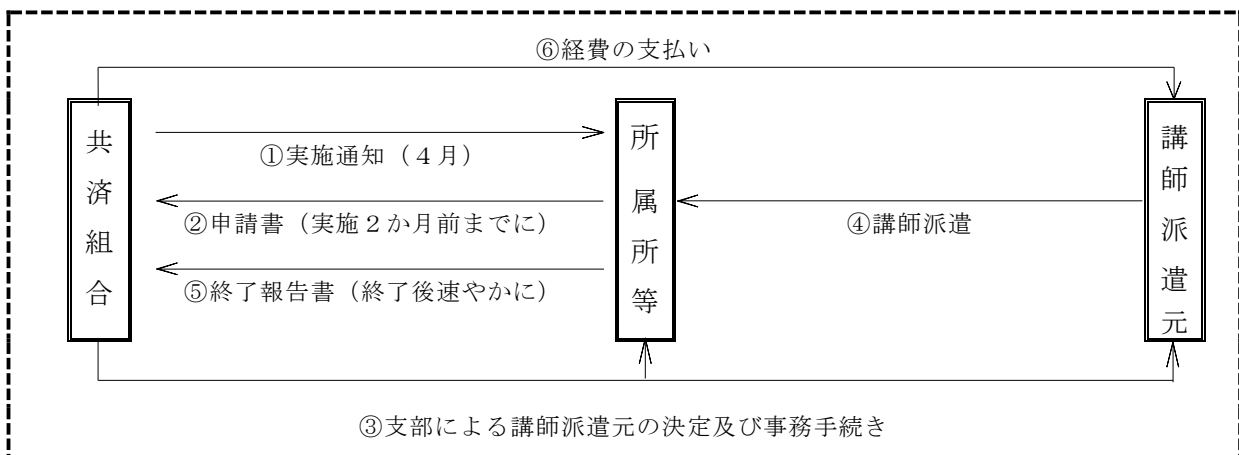 ⑥経費の支払い
共済組合
所属所等
講師派遣元
①実施通知（４月）
②申請書（実施２か月前までに）
④講師派遣
⑤終了報告書（終了後速やかに）
③支部による講師派遣元の決定及び事務手続き